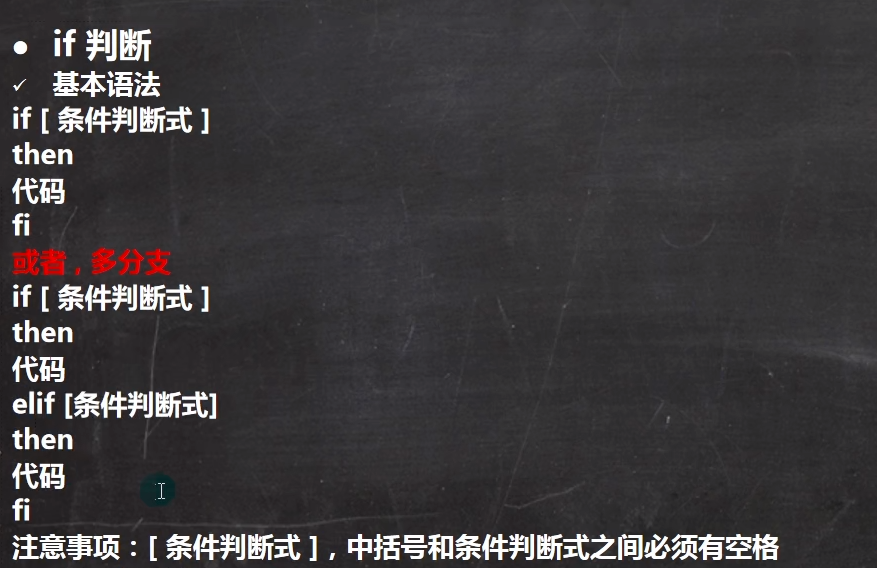 ● if 判断
✓ 基本语法
if [ 条件判断式 ]
then
代码
fi
或者，多分支
if [ 条件判断式 ]
then
代码
elif [条件判断式]
then
代码
fi
注意事项：[ 条件判断式 ]，中括号和条件判断式之间必须有空格